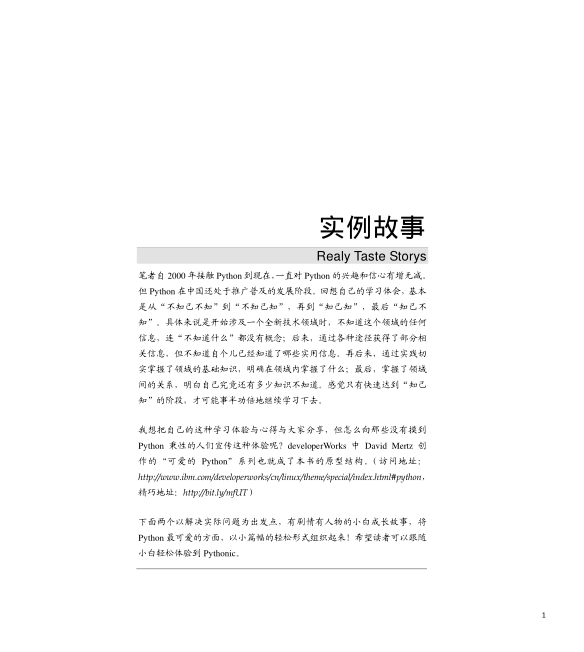 实例故事
Realy Taste Storys
笔者自 2000 年接触 Python 到现在，一直对 Python 的兴趣和信心有增无减。
但 Python 在中国还处于推广普及的发展阶段。回想自己的学习体会，基本
是从“不知己不知”到“不知己知”，再到“知己知”，最后“知己不
知”。具体来说是开始涉及一个全新技术领域时，不知道这个领域的任何
信息，连“不知道什么”都没有概念；后来，通过各种途径获得了部分相
关信息，但不知道自个儿已经知道了哪些实用信息。再后来，通过实践切
实掌握了领域的基础知识，明确在领域内掌握了什么；最后，掌握了领域
间的关系，明白自己究竟还有多少知识不知道。感觉只有快速达到“知己
知”的阶段，才可能事半功倍地继续学习下去。
我想把自己的这种学习体验与心得与大家分享，但怎么向那些没有摸到
Python 秉性的人们宣传这种体验呢？developerWorks 中 David Mertz 创
作的“可爱的 Python”系列也就成了本书的原型结构。（访问地址：
http://www.ibm.com/developerworks/cn/linux/theme/special/index.html#python，
精巧地址：http://bit.ly/mfUT）
下面两个以解决实际问题为出发点，有剧情有人物的小白成长故事，将
Python 最可爱的方面，以小篇幅的轻松形式组织起来！希望读者可以跟随
小白轻松体验到 Pythonic。
1